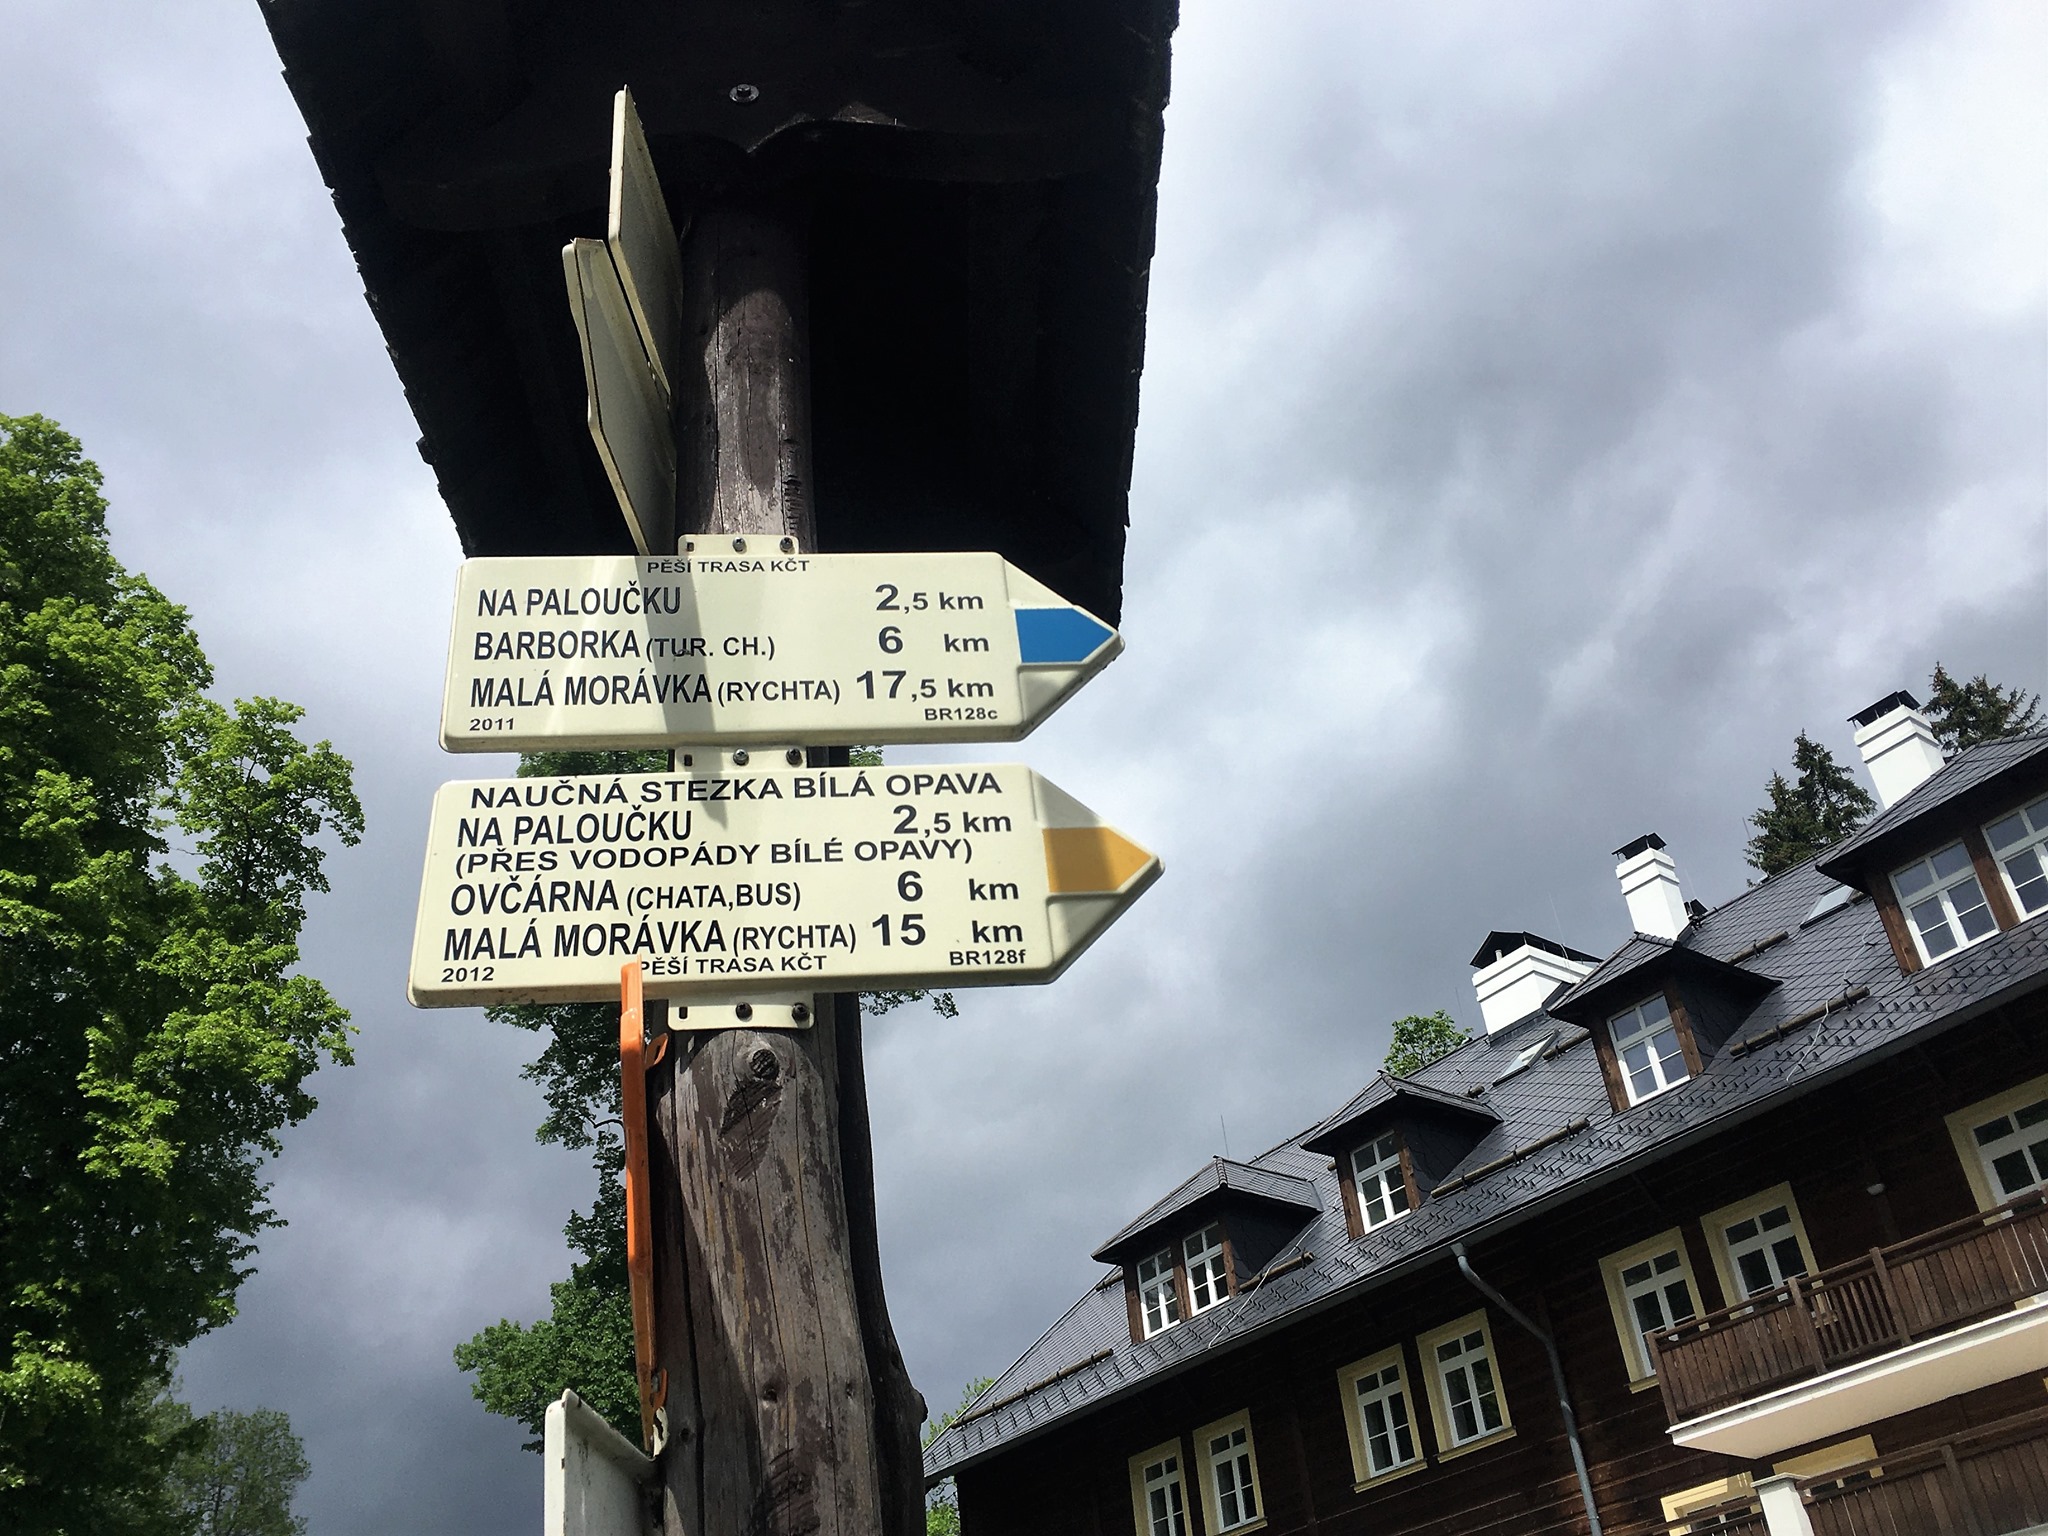 PĚŠÍ TRASA KČT
NA PALOUČKU 2,5 km
BARBORKA (TUR. CH.) 6 km
MALÁ MORÁVKA (RYCHTA) 17,5 km
2011 BR128c
NAUČNÁ STEZKA BÍLÁ OPAVA
NA PALOUČKU 2,5 km
(PŘES VODOPÁDY BÍLÉ OPAVY)
OVČÁRNA (CHATA,BUS) 6 km
MALÁ MORÁVKA (RYCHTA) 15 km
2012 PĚŠÍ TRASA KČT BR128f